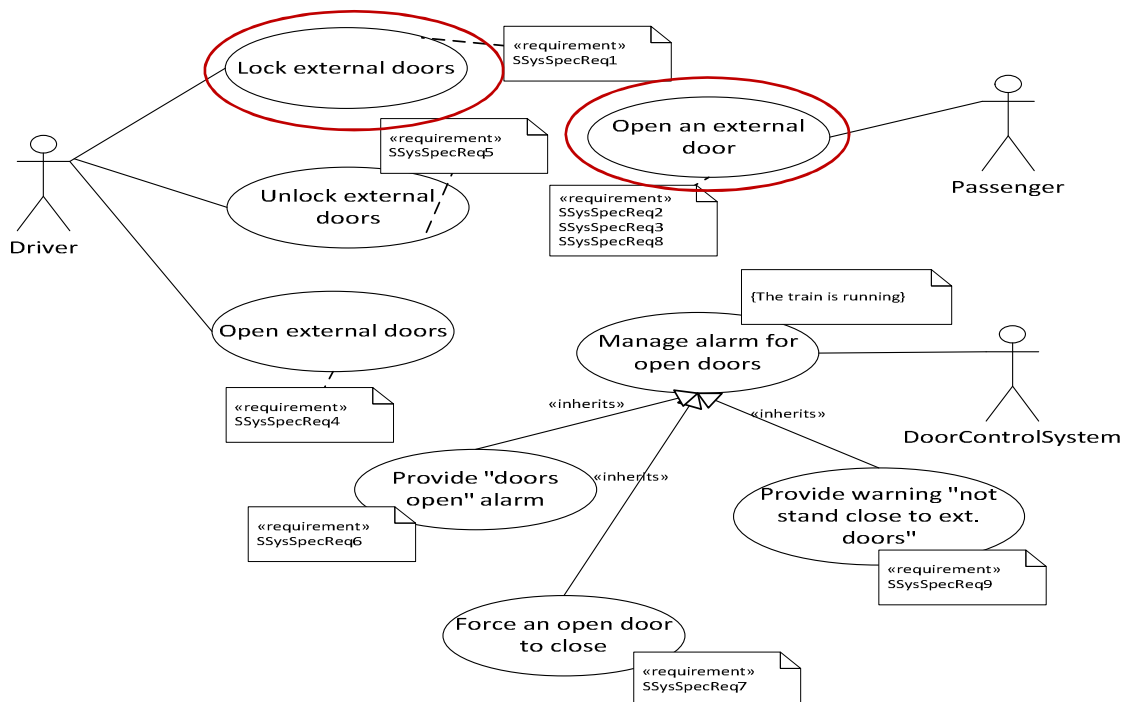 Lock external doors
«requirement»
SSysSpecReq1
Open an external
door
Passenger
«requirement»
SSysSpecReq5
Unlock external
doors
Driver
«requirement»
SSysSpecReq2
SSysSpecReq3
SSysSpecReq8
{The train is running}
Open external doors
Manage alarm for
open doors
DoorControlSystem
«requirement»
SSysSpecReq4
«inherits»
«inherits»
«inherits»
Provide "doors
open" alarm
«requirement»
SSysSpecReq6
Provide warning "not
stand close to ext.
doors"
«requirement»
SSysSpecReq9
Force an open door
to close
«requirement»
SSysSpecReq7